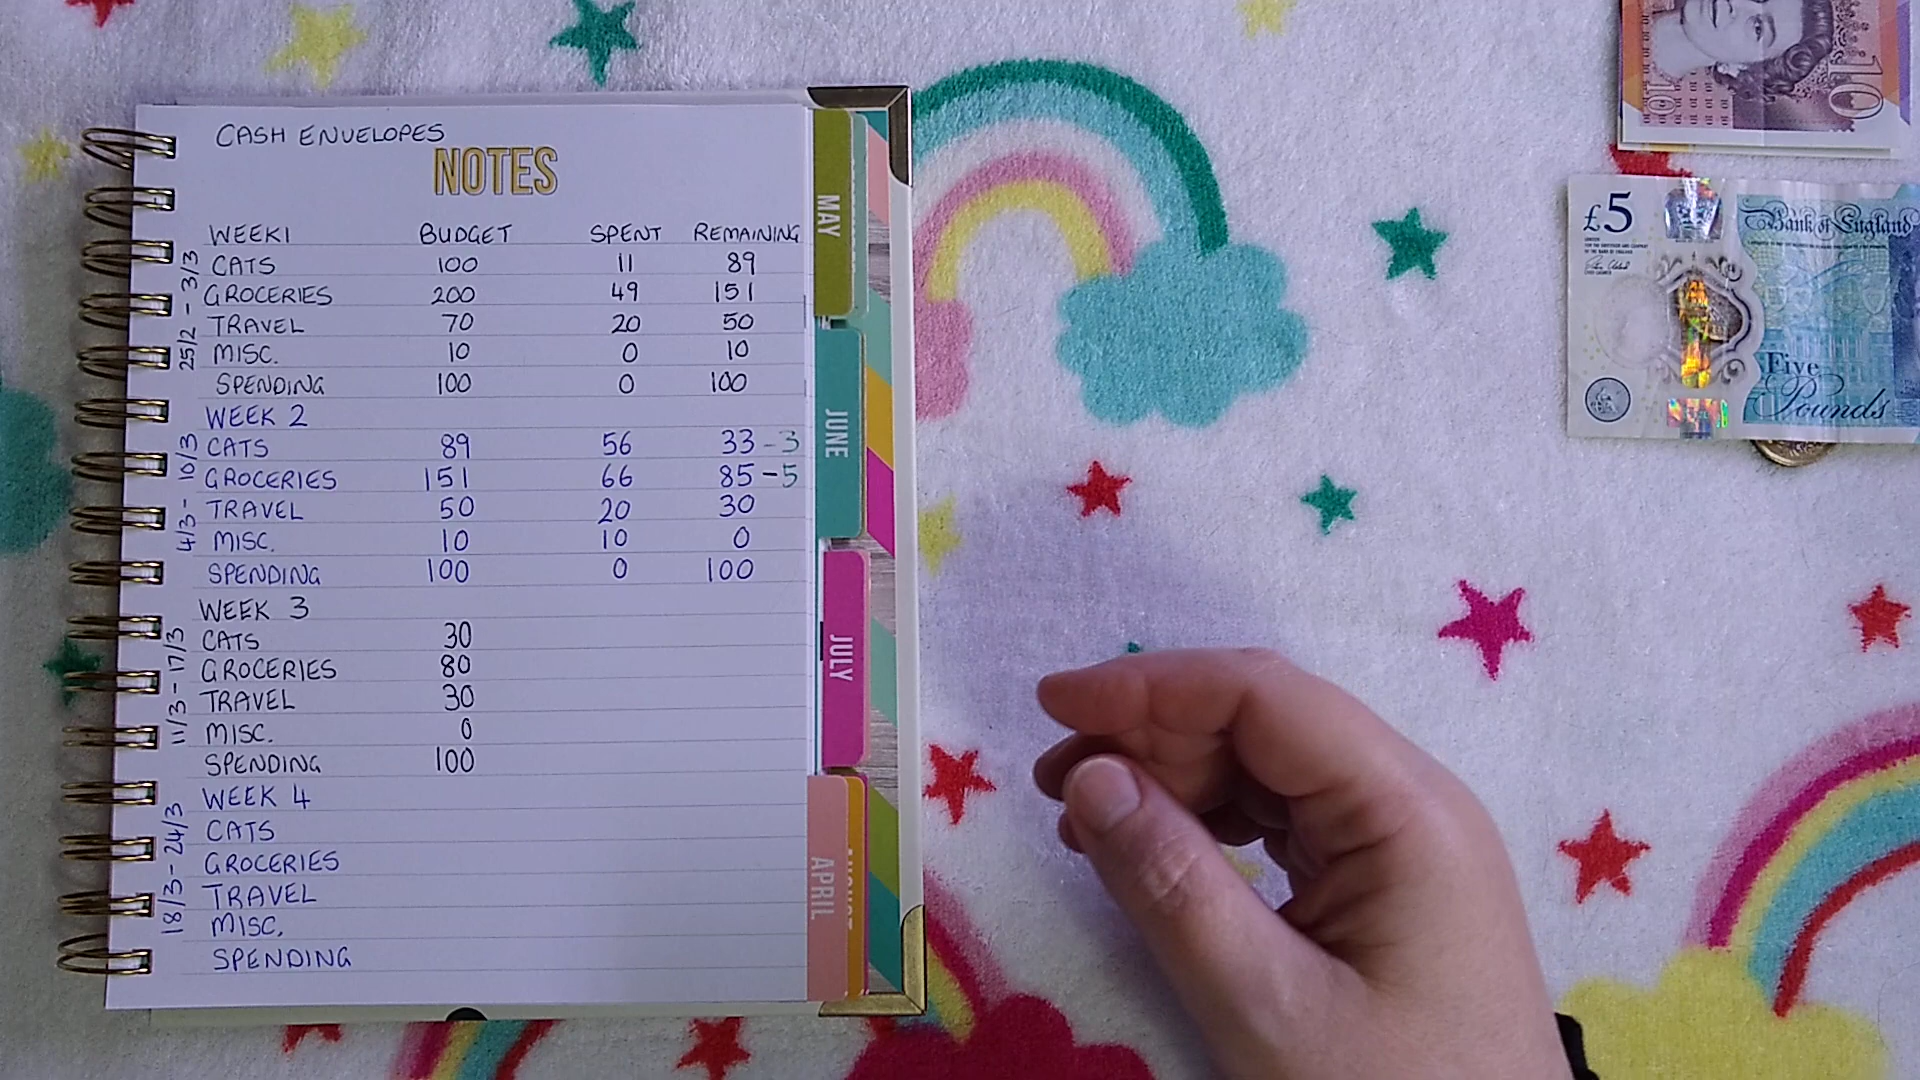 CASH ENVELOPES
NOTES
WEEK1 BUDGET SPENT REMAINING
CATS 100 11 89
GROCERIES 200 49 151
TRAVEL 70 20 50
MISC. 10 0 10
SPENDING 100 0 100
25/2 - 3/3
WEEK 2
CATS 89 56 33 - 3
GROCERIES 151 66 85 - 5
TRAVEL 50 20 30
MISC. 10 10 0
SPENDING 100 0 100
4/3 - 10/3
WEEK 3
CATS 30
GROCERIES 80
TRAVEL 30
MISC. 0
SPENDING 100
11/3 - 17/3
WEEK 4
CATS
GROCERIES
TRAVEL
MISC.
SPENDING
18/3 - 24/3
MAY
JUNE
JULY
APRIL
AUGUST
10
£5
Bank of England
Five
Pounds